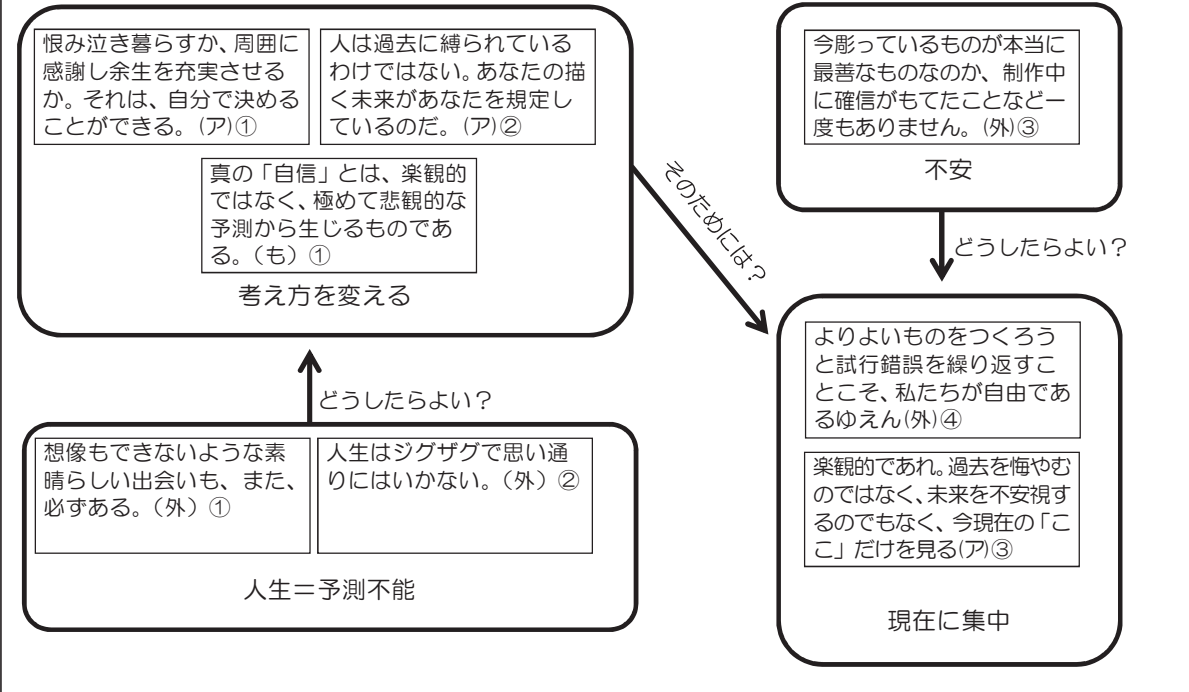 恨み泣き暮らすか、周囲に
感謝し余生を充実させる
か。それは、自分で決める
ことができる。(ア)①
人は過去に縛られている
わけではない。あなたの描
く未来があなたを規定し
ているのだ。(ア)②
真の「自信」とは、楽観的
ではなく、極めて悲観的な
予測から生じるものであ
る。（も）①
考え方を変える
どうしたらよい？
想像もできないような素
晴らしい出会いも、また、
必ずある。（外）①
人生はジグザグで思い通
りにはいかない。（外）②
人生＝予測不能
そのためには？
今彫っているものが本当に
最善なものなのか、制作中
に確信がもてたことなど一
度もありません。(外)③
不安
どうしたらよい？
よりよいものをつくろう
と試行錯誤を繰り返すこ
とこそ、私たちが自由であ
るゆえん(外)④
楽観的であれ。過去を悔やむ
のではなく、未来を不安視す
るのでもなく、今現在の「こ
こ」だけを見る(ア)③
現在に集中